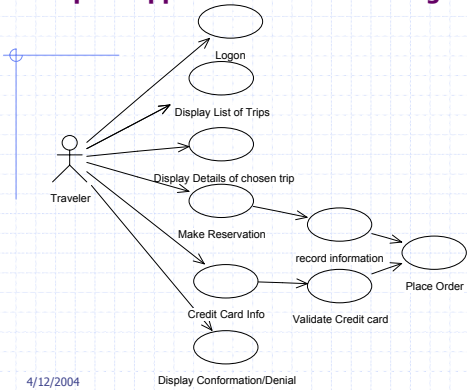 Logon
Display List of Trips
Display Details of chosen trip
Traveler
Make Reservation
record information
Place Order
Credit Card Info
Validate Credit card
Display Conformation/Denial
4/12/2004